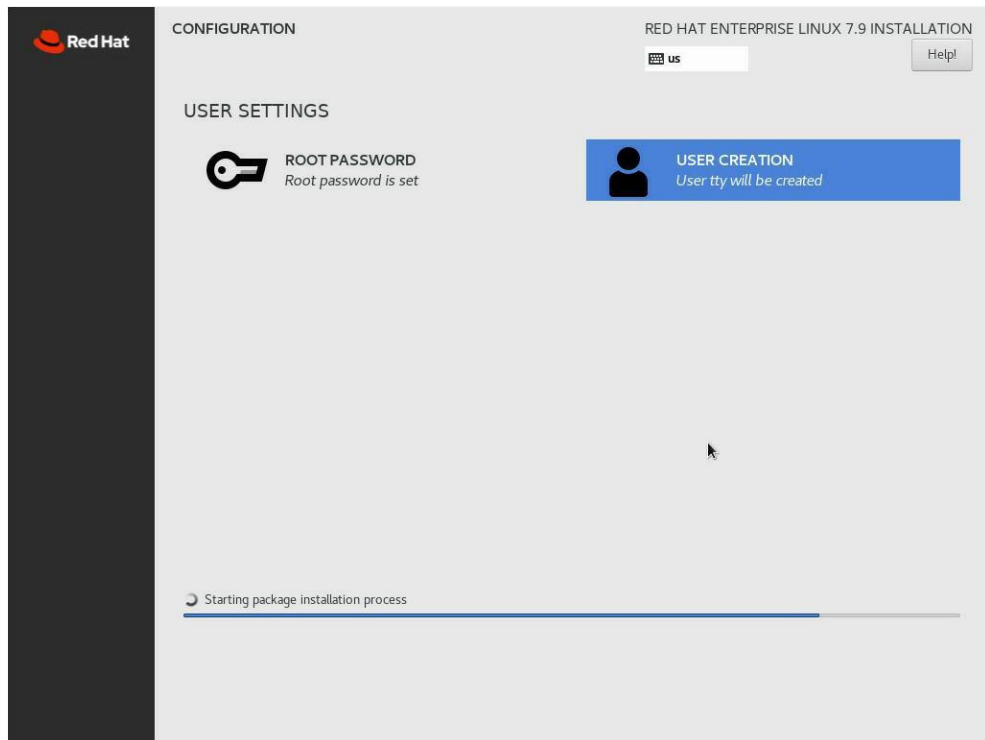 Red Hat
CONFIGURATION
RED HAT ENTERPRISE LINUX 7.9 INSTALLATION
us
Help!
USER SETTINGS
ROOT PASSWORD
Root password is set
USER CREATION
User tty will be created
Starting package installation process